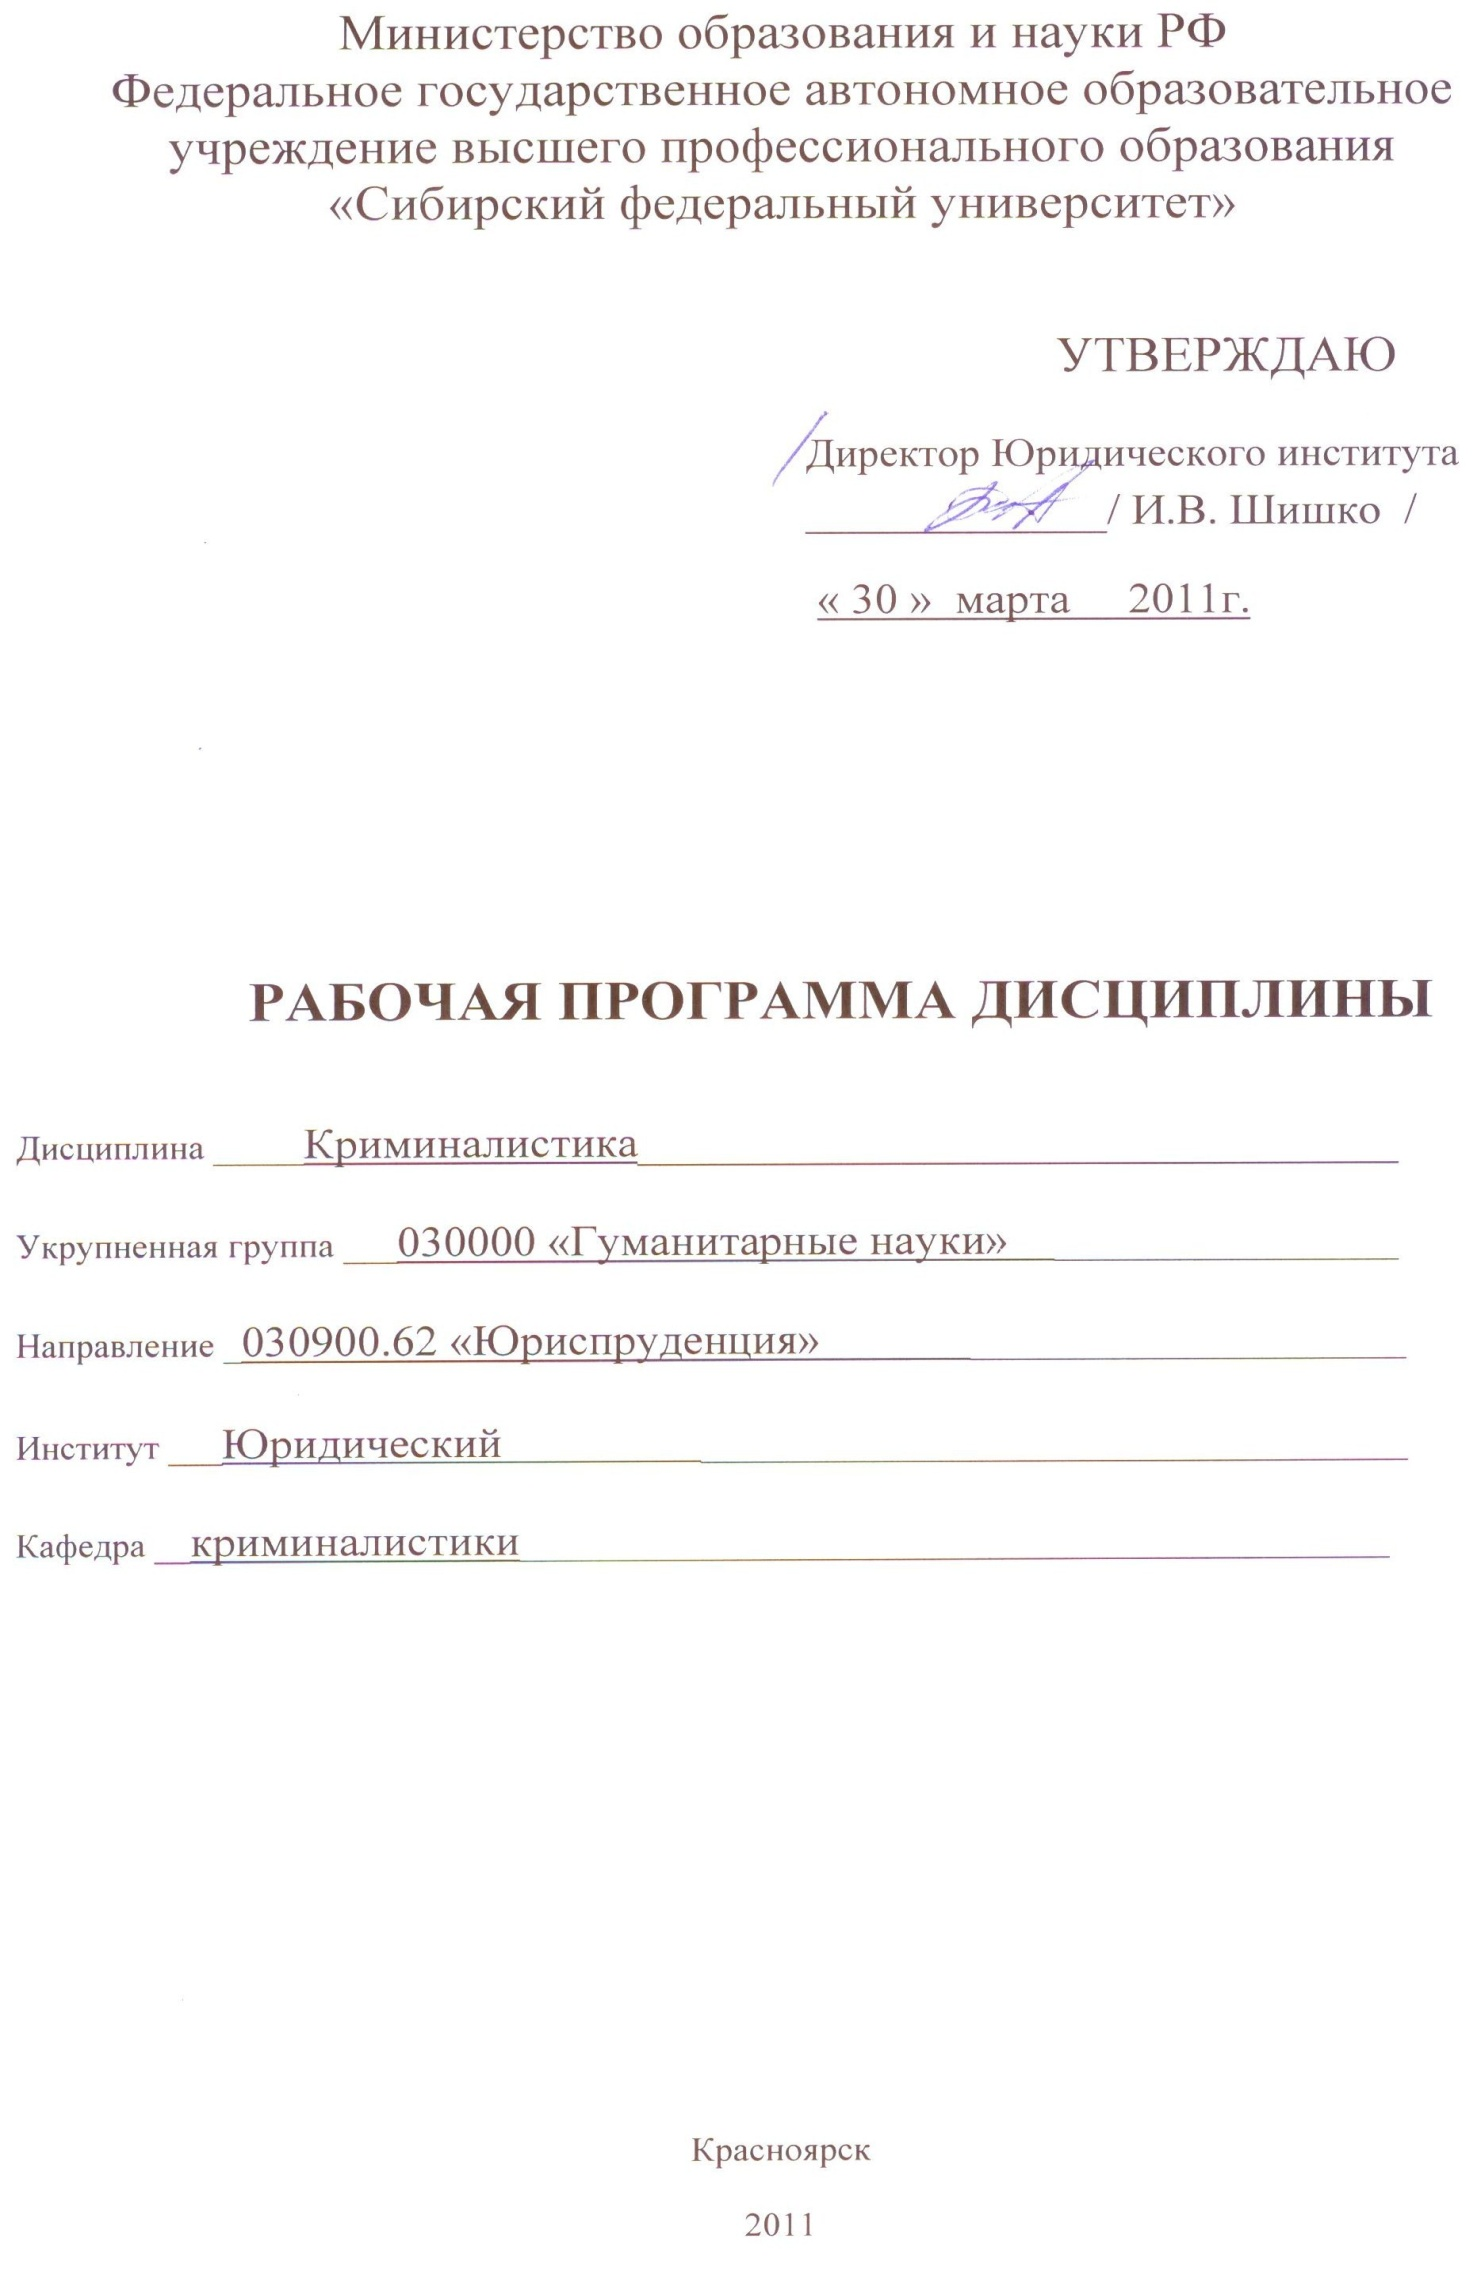 Министерство образования и науки РФ
Федеральное государственное автономное образовательное
учреждение высшего профессионального образования
«Сибирский федеральный университет»
УТВЕРЖДАЮ
Директор Юридического института
/ И.В. Шишко /
« 30 » марта 2011г.
РАБОЧАЯ ПРОГРАММА ДИСЦИПЛИНЫ
Дисциплина Криминалистика
Укрупненная группа 030000 «Гуманитарные науки»
Направление 030900.62 «Юриспруденция»
Институт Юридический
Кафедра криминалистики
Красноярск
2011